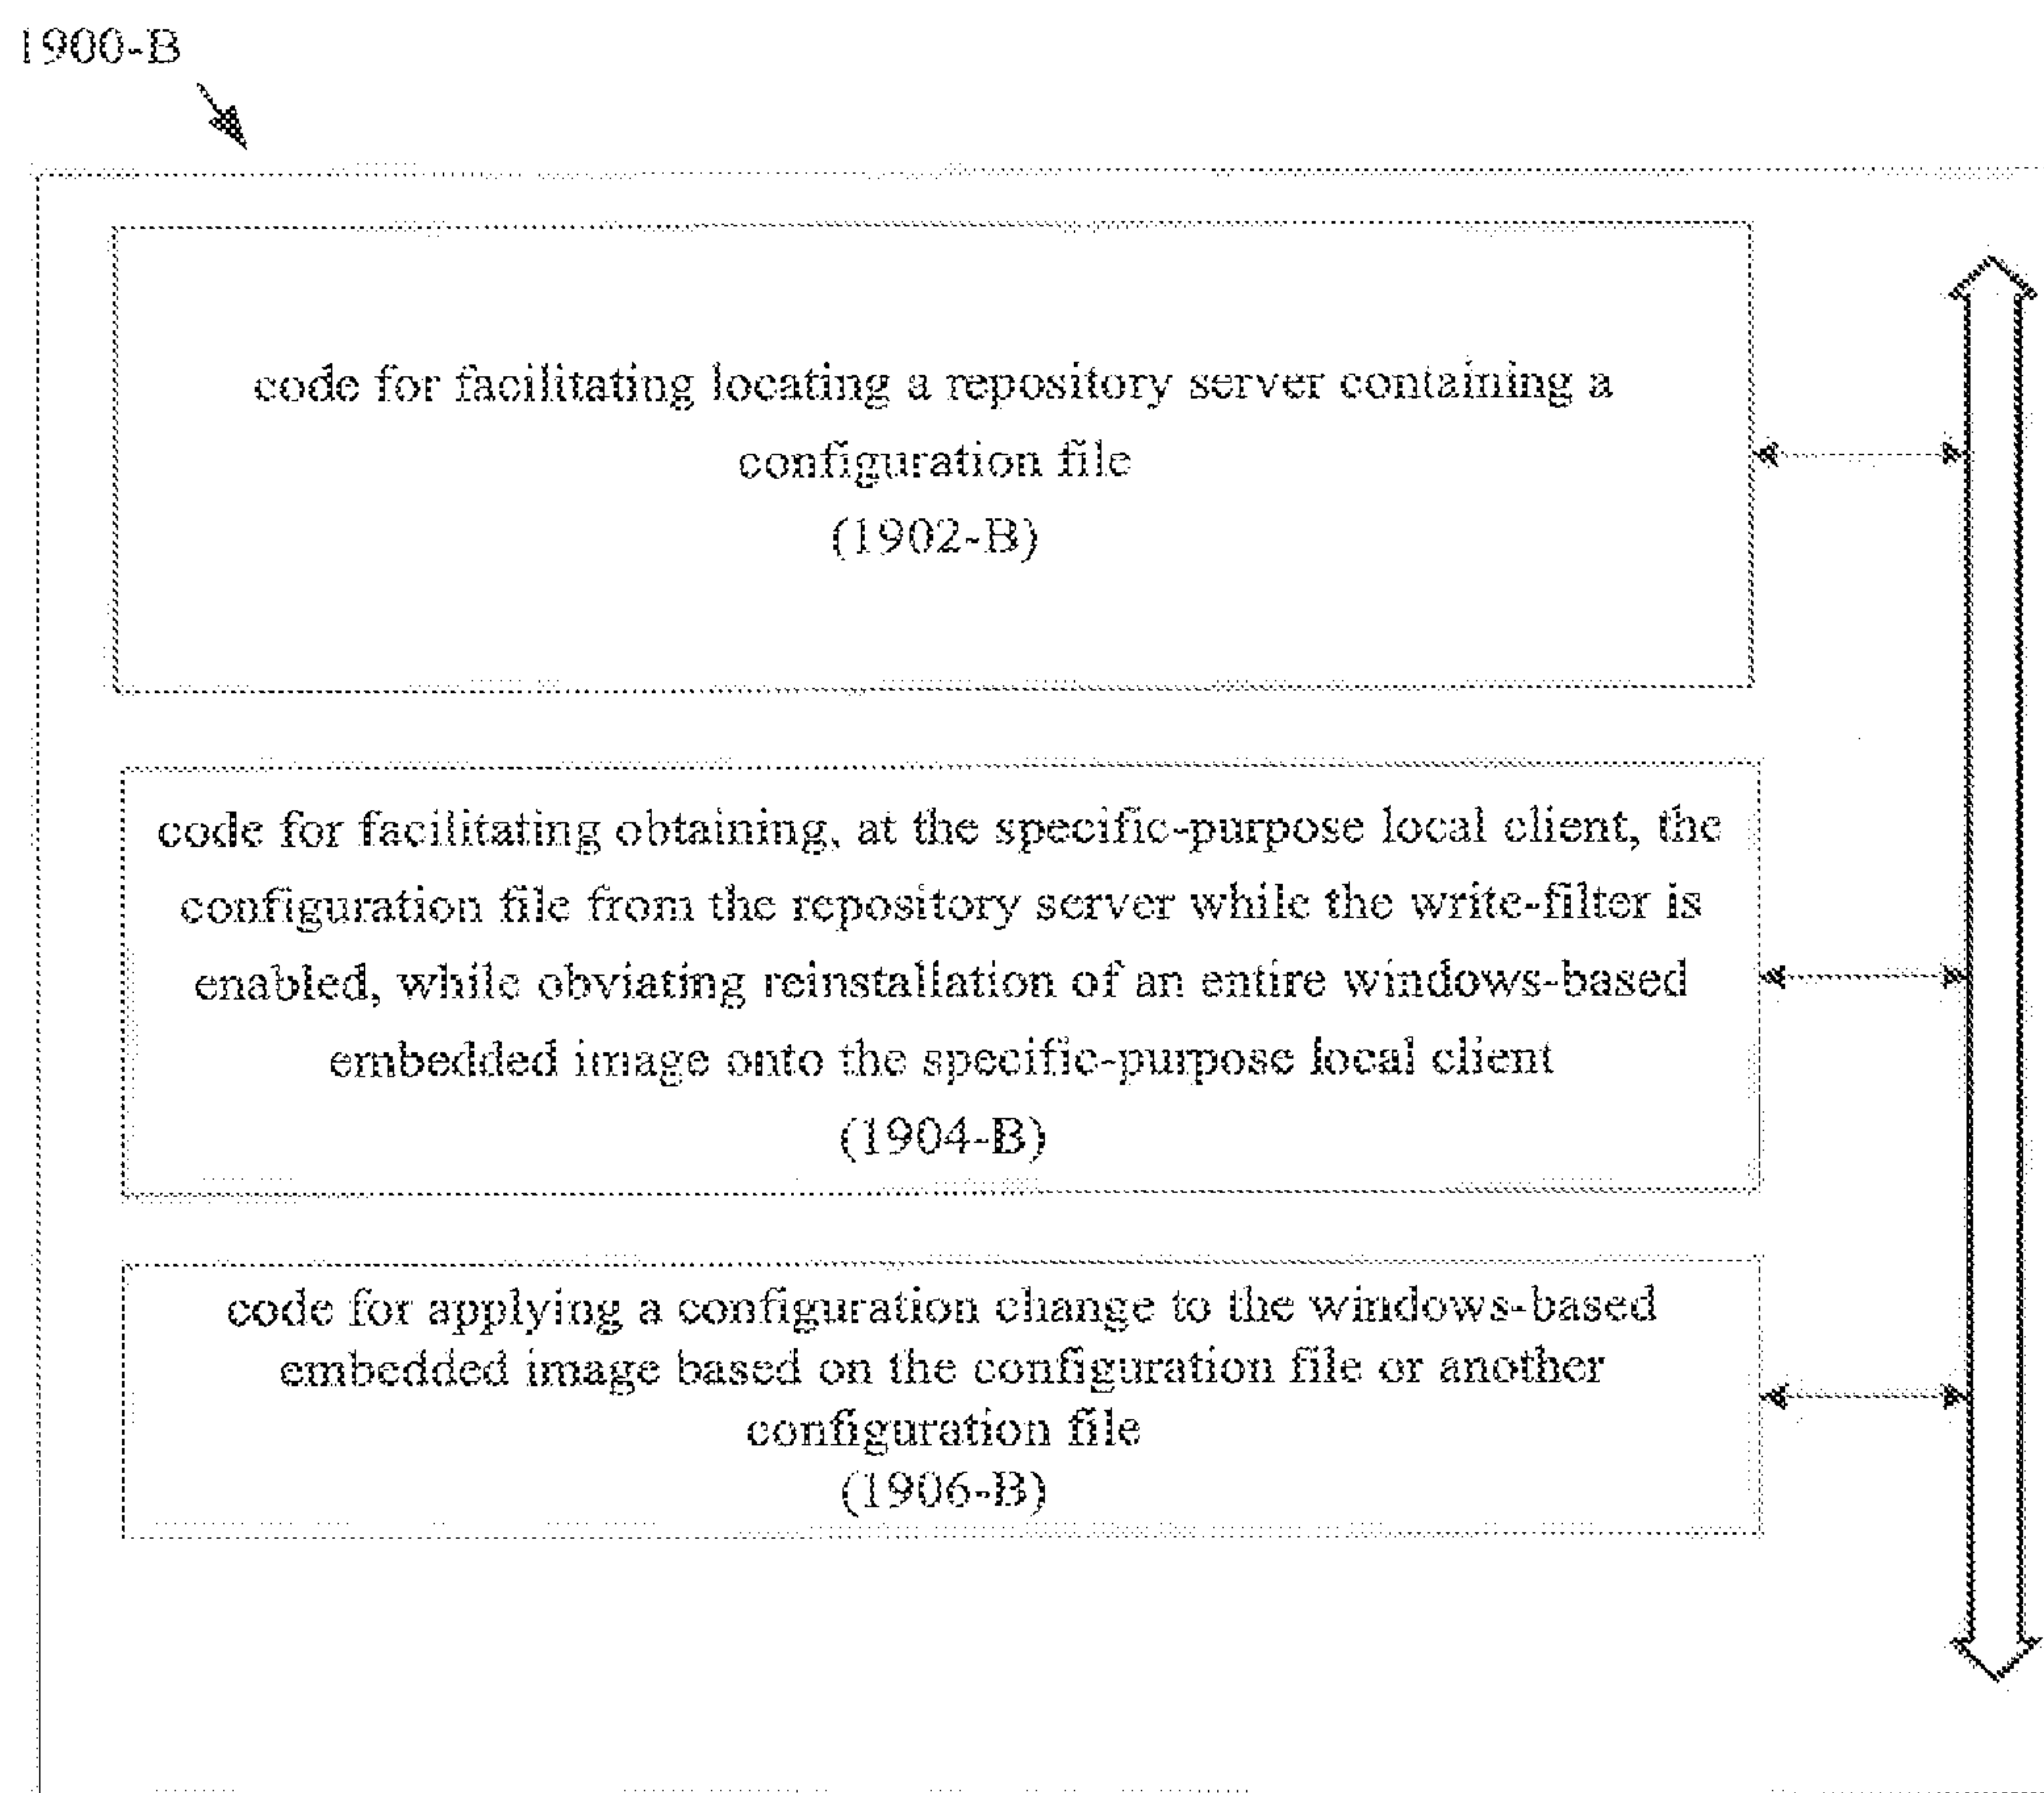 1900-B
code for facilitating locating a repository server containing a
configuration file
(1902-B)
code for facilitating obtaining, at the specific-purpose local client, the
configuration file from the repository server while the write-filter is
enabled, while obviating reinstallation of an entire windows-based
embedded image onto the specific-purpose local client
(1904-B)
code for applying a configuration change to the windows-based
embedded image based on the configuration file or another
configuration file
(1906-B)